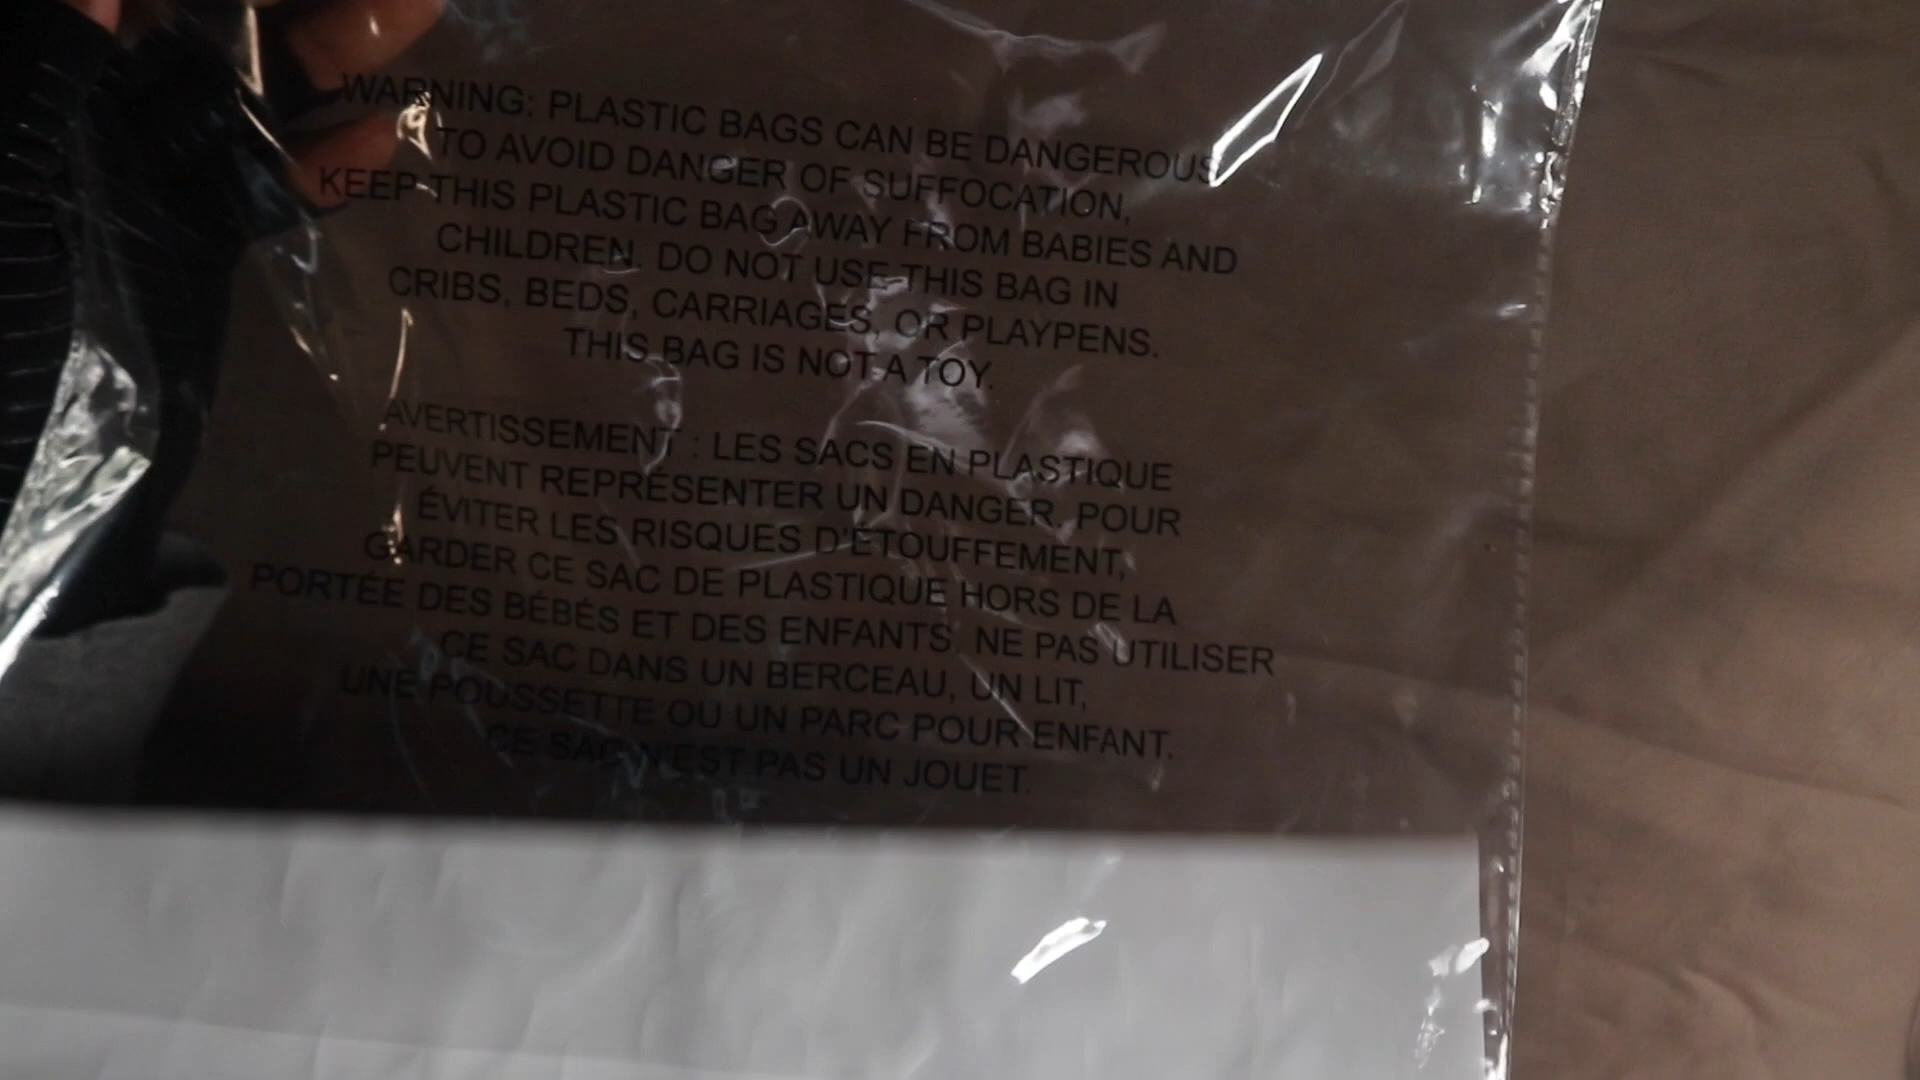 WARNING: PLASTIC BAGS CAN BE DANGEROUS
TO AVOID DANGER OF SUFFOCATION,
KEEP THIS PLASTIC BAG AWAY FROM BABIES AND
CHILDREN. DO NOT USE THIS BAG IN
CRIBS, BEDS, CARRIAGES, OR PLAYPENS.
THIS BAG IS NOT A TOY.
AVERTISSEMENT : LES SACS EN PLASTIQUE
PEUVENT REPRÉSENTER UN DANGER. POUR
ÉVITER LES RISQUES D'ÉTOUFFEMENT,
GARDER CE SAC DE PLASTIQUE HORS DE LA
PORTÉE DES BÉBÉS ET DES ENFANTS. NE PAS UTILISER
CE SAC DANS UN BERCEAU, UN LIT,
UNE POUSSETTE OU UN PARC POUR ENFANT.
CE SAC N'EST PAS UN JOUET.